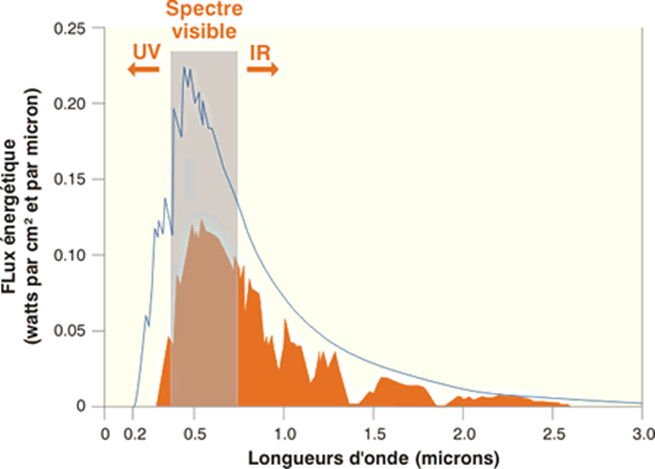 Spectre
visible
UV
IR
0.25
0.20
0.15
0.10
0.05
0
FLux énergétique
(watts par cm² et par micron)
0 0.2 0.5 1.0 1.5 2.0 2.5 3.0
Longueurs d'onde (microns)